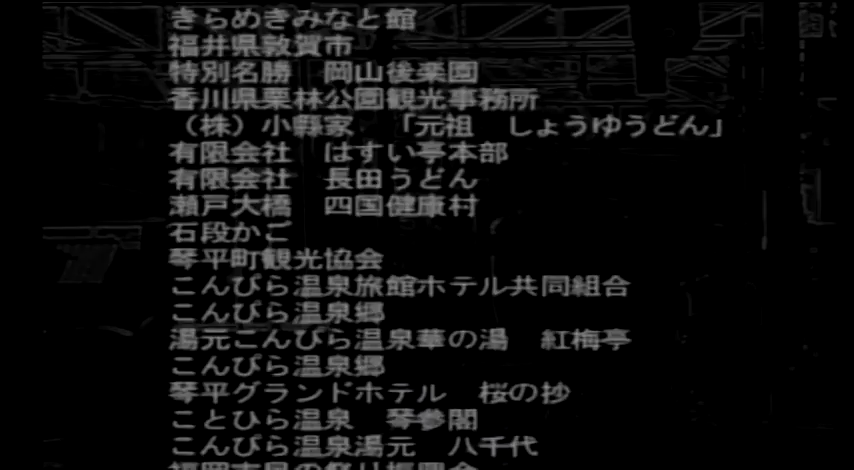 きらめきみなと館
福井県敦賀市
特別名勝　岡山後楽園
香川県栗林公園観光事務所
（株）小縣家　「元祖　しょうゆうどん」
有限会社　はすい亭本部
有限会社　長田うどん
瀬戸大橋　四国健康村
石段かご
琴平町観光協会
こんぴら温泉旅館ホテル共同組合
こんぴら温泉郷
湯元こんぴら温泉華の湯　紅梅亭
こんぴら温泉郷
琴平グランドホテル　桜の抄
ことひら温泉　琴参閣
こんぴら温泉湯元　八千代